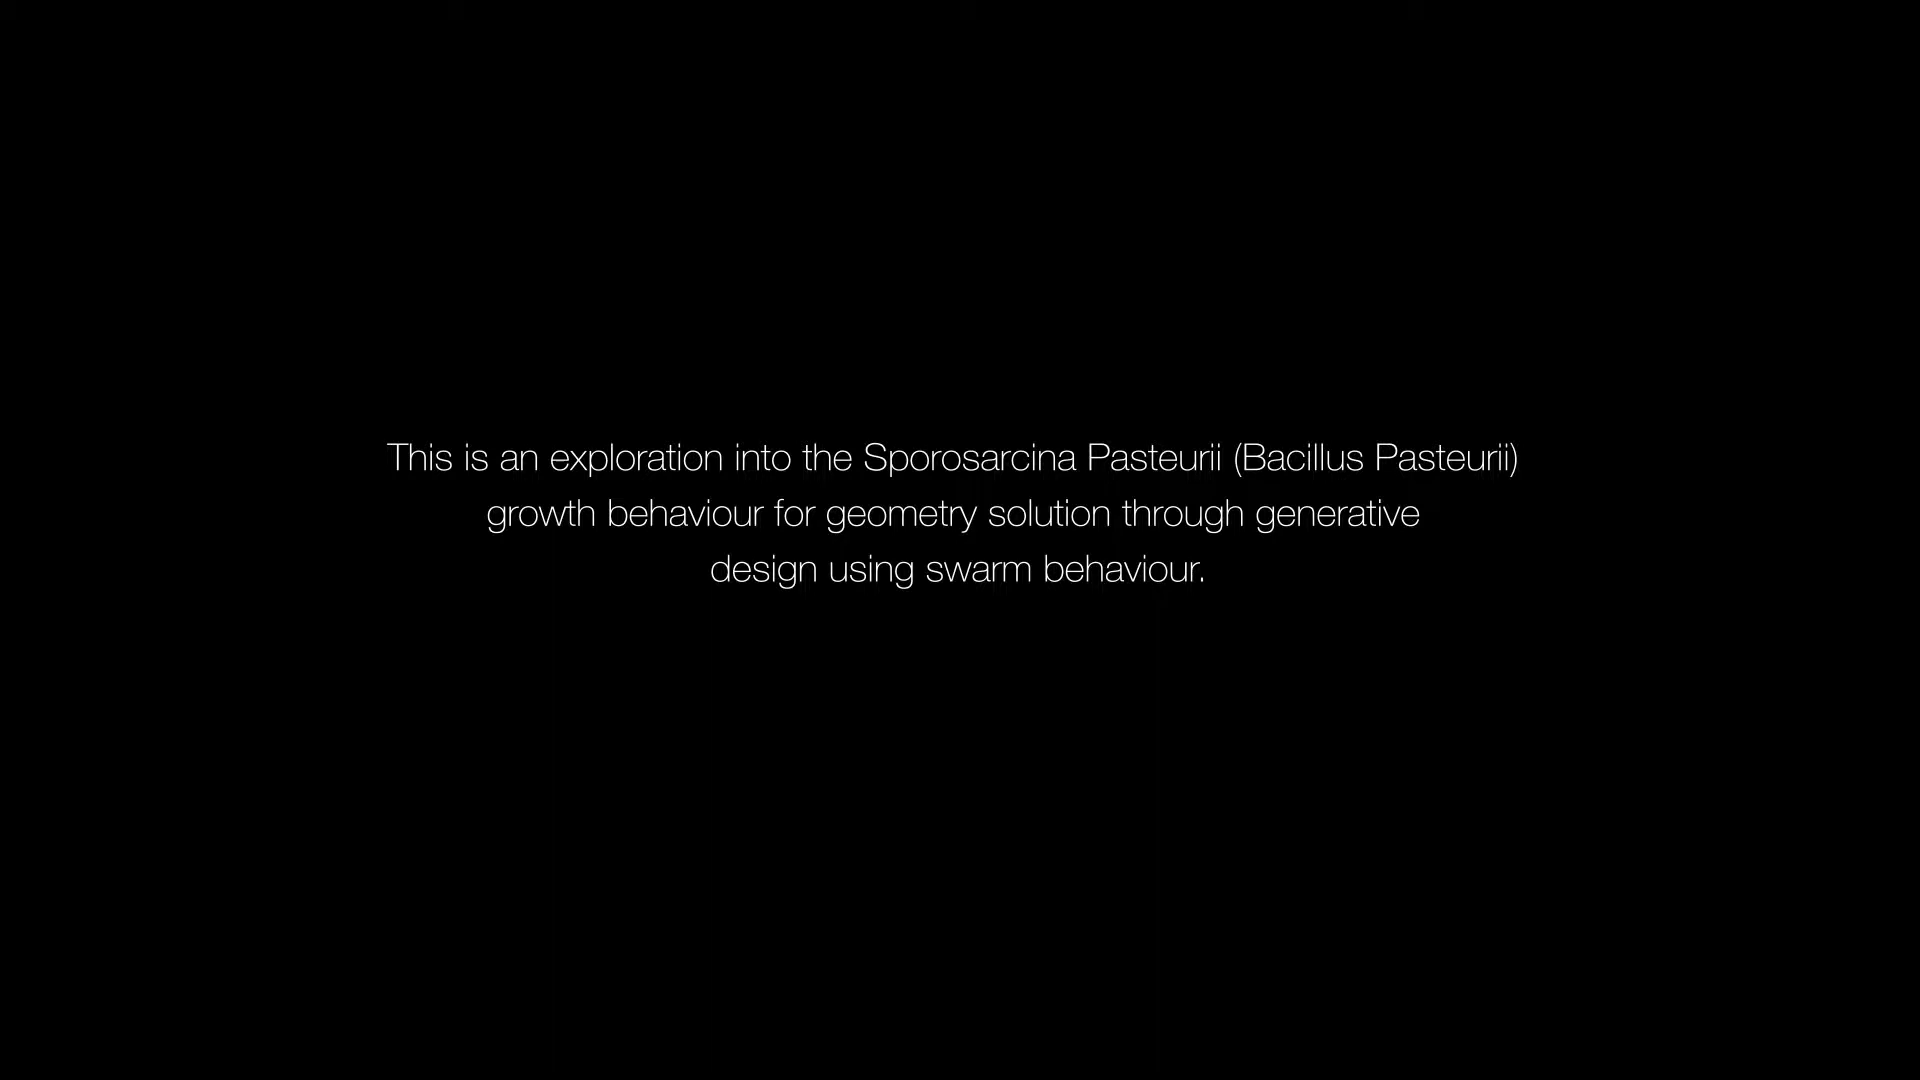 This is an exploration into the Sporosarcina Pasteurii (Bacillus Pasteurii)
growth behaviour for geometry solution through generative
design using swarm behaviour.